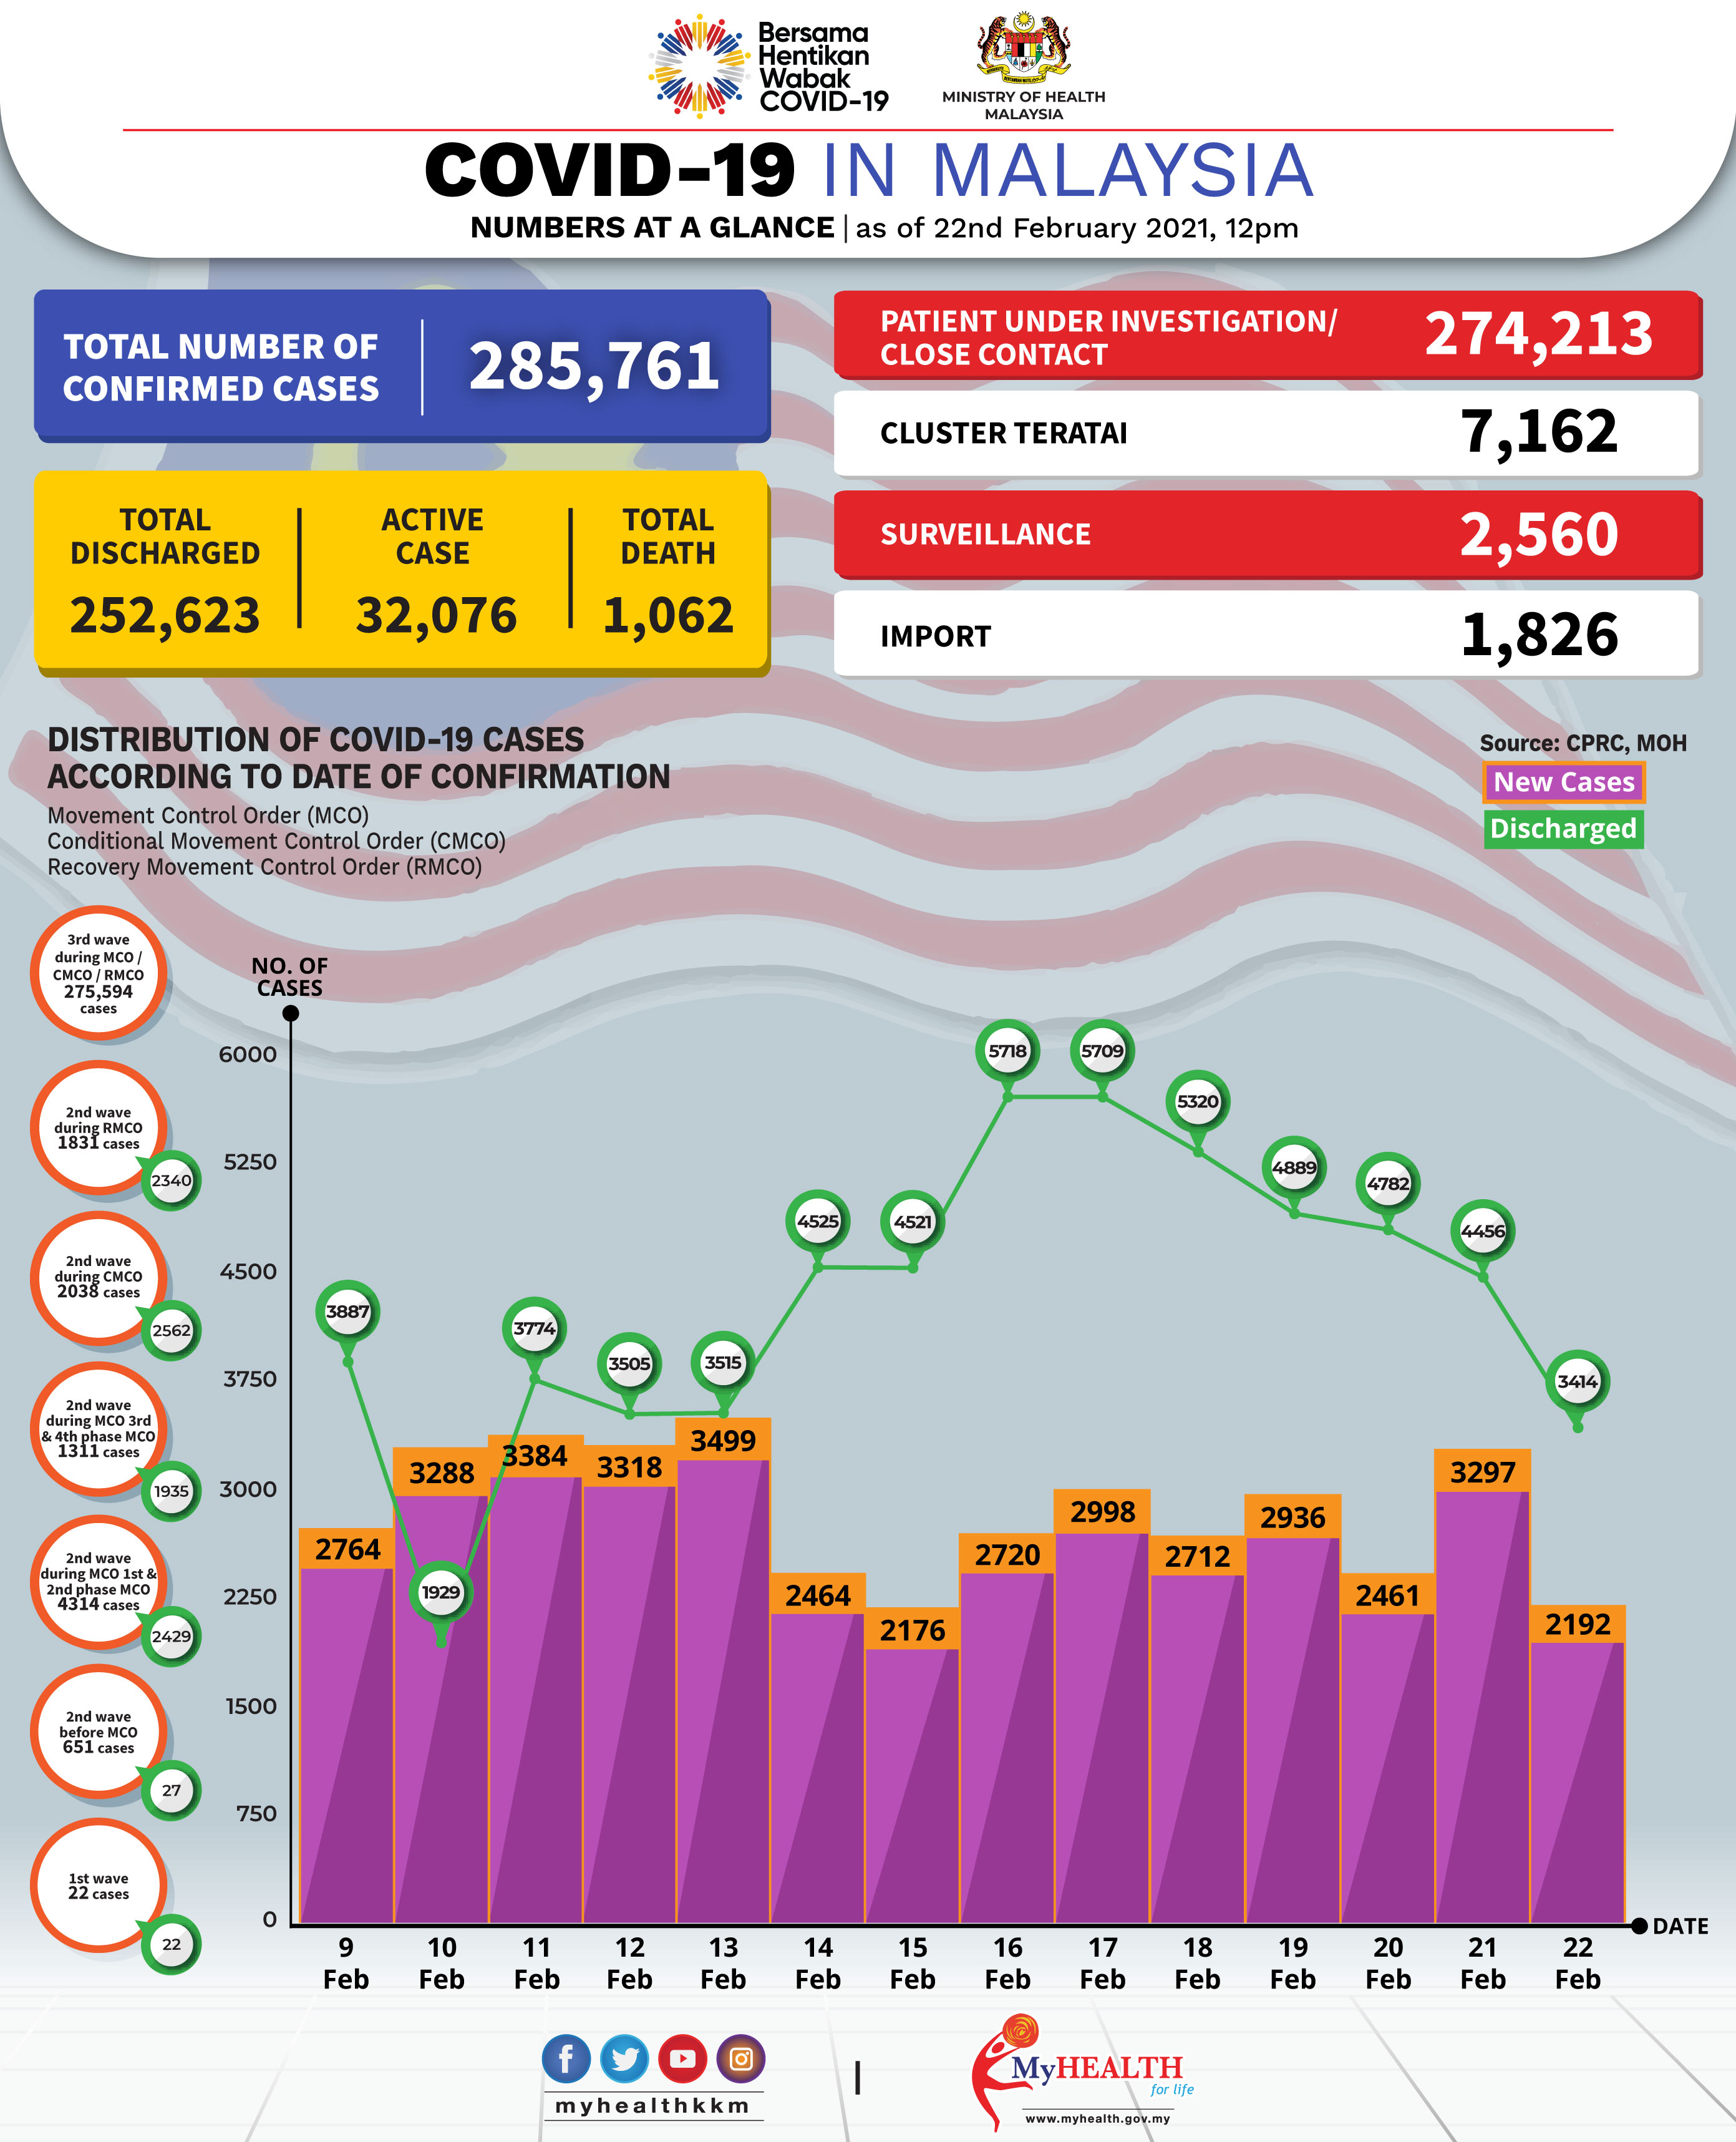 Bersama
Hentikan
Wabak
COVID-19
MINISTRY OF HEALTH
MALAYSIA
COVID-19 IN MALAYSIA
NUMBERS AT A GLANCE | as of 22nd February 2021, 12pm
TOTAL NUMBER OF
CONFIRMED CASES
285,761
TOTAL
DISCHARGED
252,623
ACTIVE
CASE
32,076
TOTAL
DEATH
1,062
PATIENT UNDER INVESTIGATION/
CLOSE CONTACT
274,213
CLUSTER TERATAI
7,162
SURVEILLANCE
2,560
IMPORT
1,826
DISTRIBUTION OF COVID-19 CASES
ACCORDING TO DATE OF CONFIRMATION
Movement Control Order (MCO)
Conditional Movement Control Order (CMCO)
Recovery Movement Control Order (RMCO)
Source: CPRC, MOH
New Cases
Discharged
3rd wave
during MCO /
CMCO / RMCO
275,594
cases
2nd wave
during RMCO
1831 cases
2340
2nd wave
during CMCO
2038 cases
2562
2nd wave
during MCO 3rd
& 4th phase MCO
1311 cases
1935
2nd wave
during MCO 1st &
2nd phase MCO
4314 cases
2429
2nd wave
before MCO
651 cases
27
1st wave
22 cases
22
NO. OF
CASES
6000
5250
4500
3750
3000
2250
1500
750
0
3887
1929
3774
3505
3515
4525
4521
5718
5709
5320
4889
4782
4456
3414
2764
3288
3384
3318
3499
2464
2176
2720
2998
2712
2936
2461
3297
2192
DATE
9
Feb
10
Feb
11
Feb
12
Feb
13
Feb
14
Feb
15
Feb
16
Feb
17
Feb
18
Feb
19
Feb
20
Feb
21
Feb
22
Feb
myhealthkkm
MyHEALTH
for life
www.myhealth.gov.my